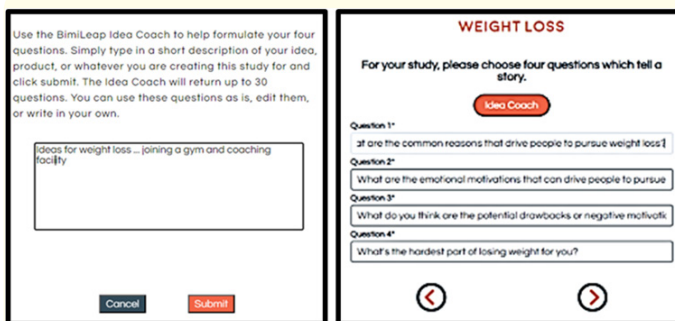 Use the BimiLeap Idea Coach to help formulate your four
questions. Simply type in a short description of your idea,
product, or whatever you are creating this study for and
click submit. The Idea Coach will return up to 30
questions. You can use these questions as is, edit them,
or write in your own.
Ideas for weight loss ... joining a gym and coaching
facility
Cancel
Submit
WEIGHT LOSS
For your study, please choose four questions which tell a
story.
Idea Coach
Question 1*
at are the common reasons that drive people to pursue weight loss?
Question 2*
What are the emotional motivations that can drive people to pursue
Question 3*
What do you think are the potential drawbacks or negative motivatic
Question 4*
What's the hardest part of losing weight for you?